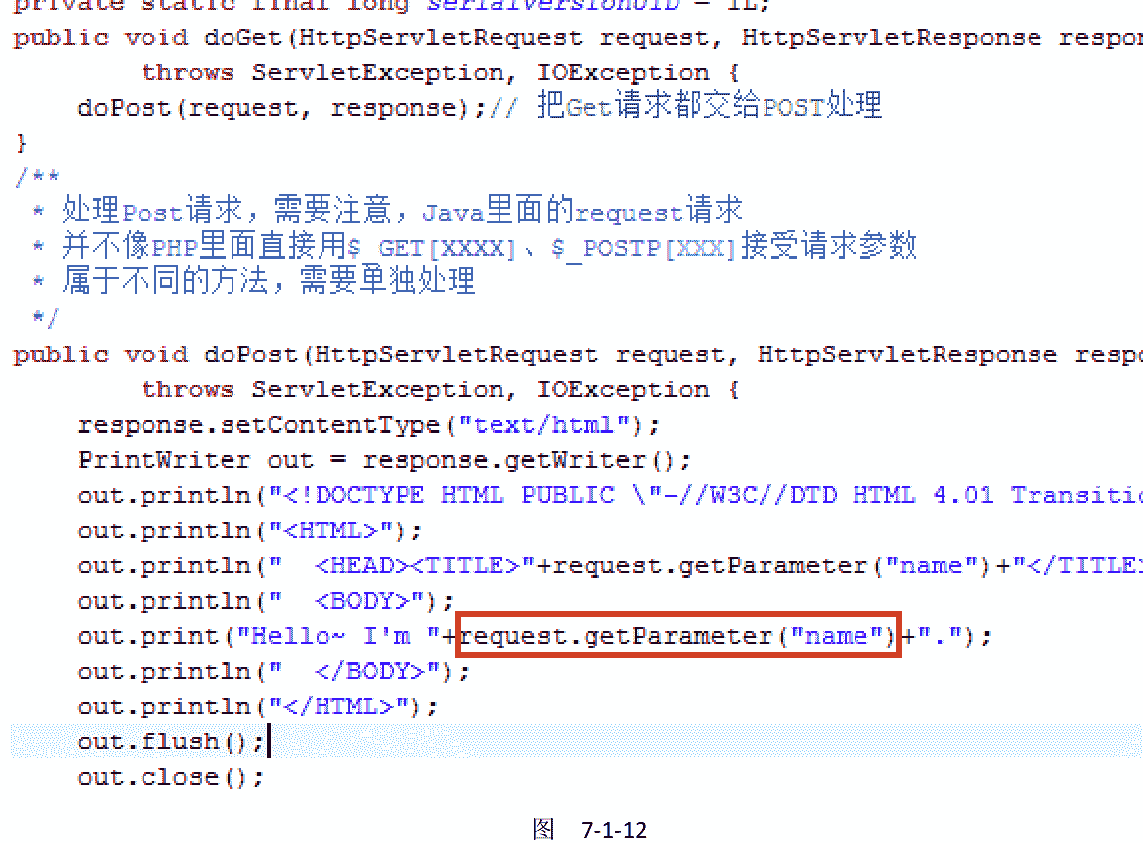 private static final long serialVersionUID = 1L;
public void doGet(HttpServletRequest request, HttpServletResponse respon
throws ServletException, IOException {
doPost(request, response);// 把Get请求都交给POST处理
}
/**
* 处理Post请求，需要注意，Java里面的request请求
* 并不像PHP里面直接用$_GET[XXXX]、$_POSTP[XXX]接受请求参数
* 属于不同的方法，需要单独处理
*/
public void doPost(HttpServletRequest request, HttpServletResponse respo
throws ServletException, IOException {
response.setContentType("text/html");
PrintWriter out = response.getWriter();
out.println("<!DOCTYPE HTML PUBLIC \"-//W3C//DTD HTML 4.01 Transitio
out.println("<HTML>");
out.println("  <HEAD><TITLE>"+request.getParameter("name")+"</TITLE>
out.println("  <BODY>");
out.print("Hello~ I'm "+request.getParameter("name")+".");
out.println("  </BODY>");
out.println("</HTML>");
out.flush();
out.close();
图 7-1-12